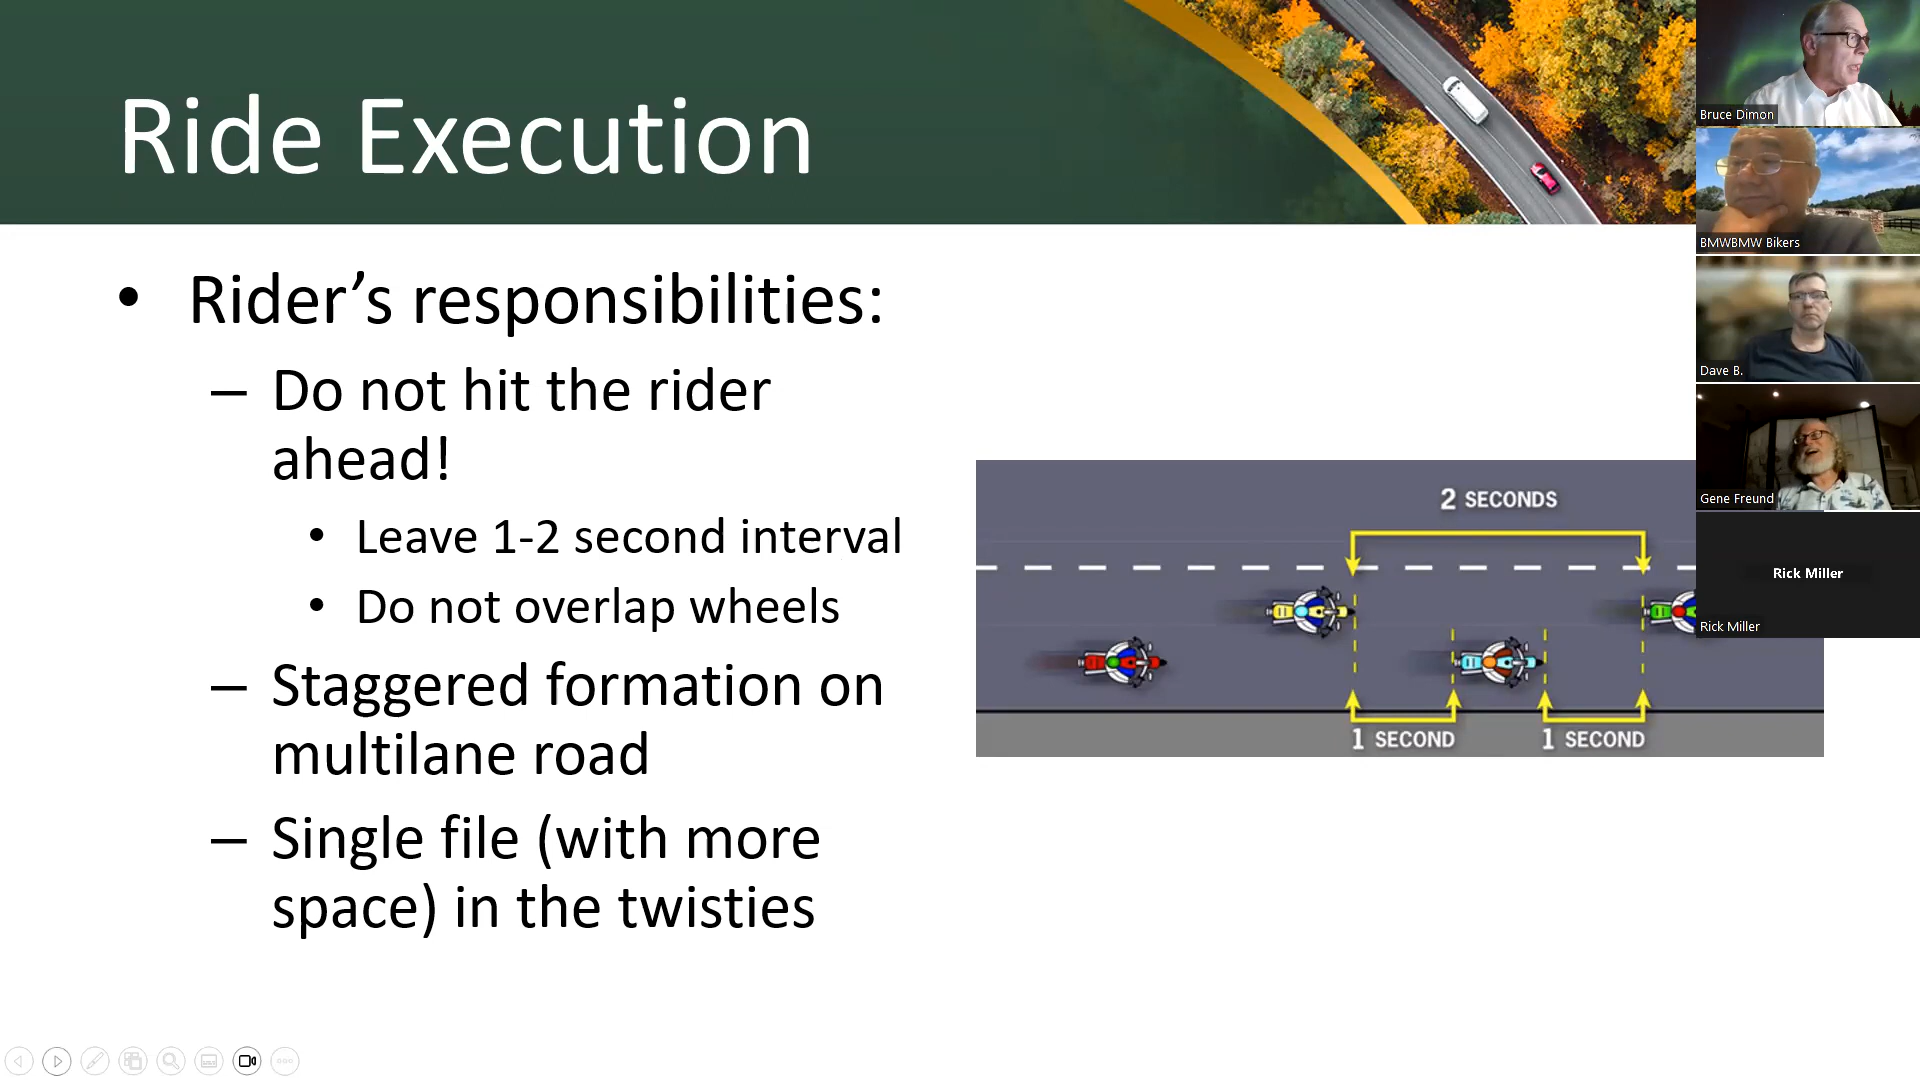 Ride Execution
• Rider’s responsibilities:
– Do not hit the rider
ahead!
• Leave 1-2 second interval
• Do not overlap wheels
– Staggered formation on
multilane road
– Single file (with more
space) in the twisties
2 SECONDS
1 SECOND
1 SECOND
Bruce Dimon
BMWBMW Bikers
Dave B.
Gene Freund
Rick Miller
Rick Miller